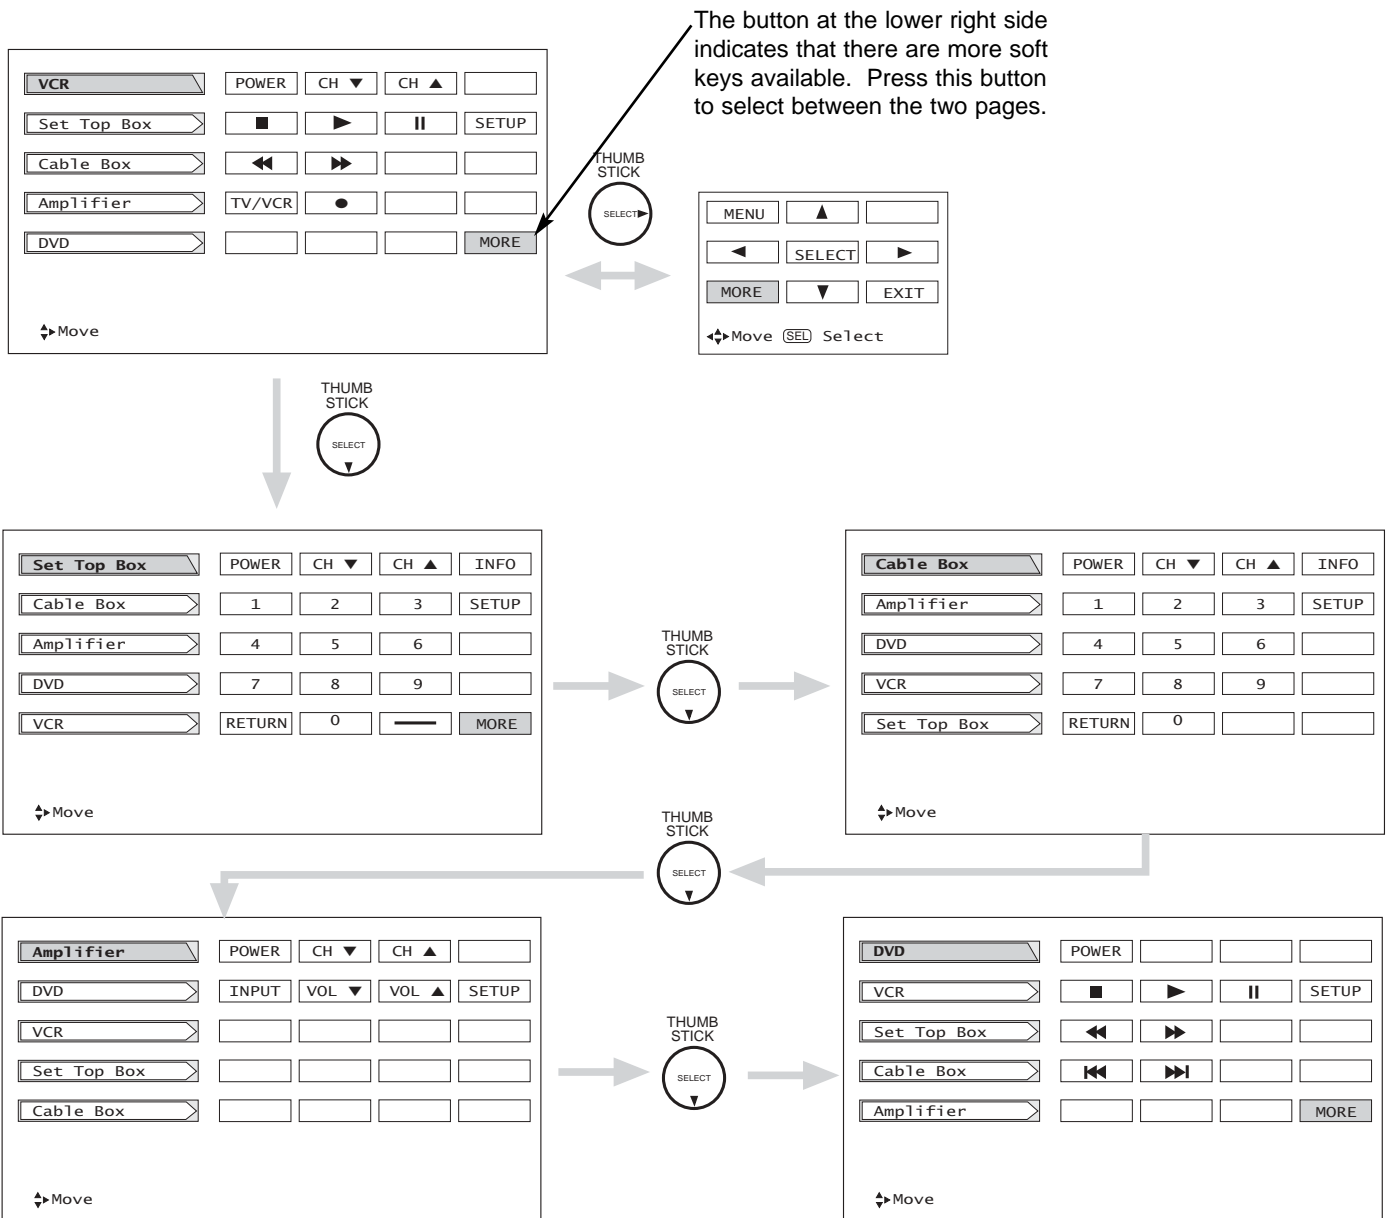 The button at the lower right side
indicates that there are more soft
keys available.  Press this button
to select between the two pages.
VCR POWER CH ▼ CH ▲
Set Top Box ■ ► II SETUP
Cable Box ◄◄ ►►
Amplifier TV/VCR ●
DVD MORE
Move
THUMB
STICK
SELECT►
MENU ▲
◄ SELECT ►
MORE ▼ EXIT
Move SEL Select
THUMB
STICK
SELECT
▼
Set Top Box POWER CH ▼ CH ▲ INFO
Cable Box 1 2 3 SETUP
Amplifier 4 5 6
DVD 7 8 9
VCR RETURN 0 — MORE
Move
THUMB
STICK
SELECT
▼
Cable Box POWER CH ▼ CH ▲ INFO
Amplifier 1 2 3 SETUP
DVD 4 5 6
VCR 7 8 9
Set Top Box RETURN 0
Move
THUMB
STICK
SELECT
▼
Amplifier POWER CH ▼ CH ▲
DVD INPUT VOL ▼ VOL ▲ SETUP
VCR
Set Top Box
Cable Box
Move
THUMB
STICK
SELECT
▼
DVD POWER
VCR ■ ► II SETUP
Set Top Box ◄◄ ►►
Cable Box I◄◄ ►►I
Amplifier MORE
Move